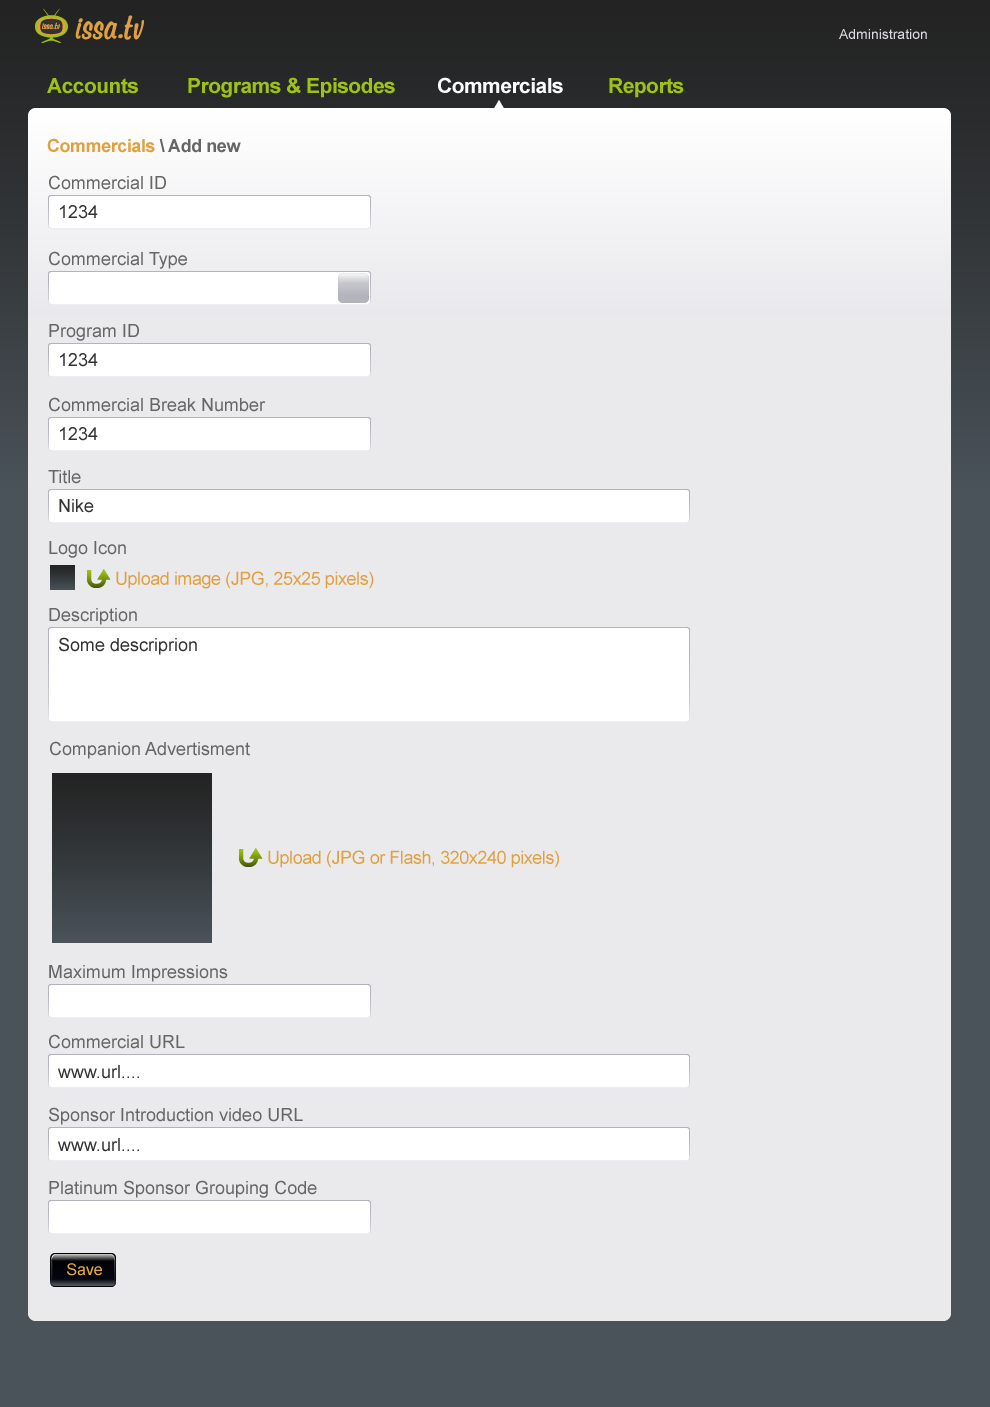 issa.tv issa.tv
Administration
Accounts Programs & Episodes Commercials Reports
Commercials \ Add new
Commercial ID
1234
Commercial Type
Program ID
1234
Commercial Break Number
1234
Title
Nike
Logo Icon
Upload image (JPG, 25x25 pixels)
Description
Some descriprion
Companion Advertisment
Upload (JPG or Flash, 320x240 pixels)
Maximum Impressions
Commercial URL
www.url....
Sponsor Introduction video URL
www.url....
Platinum Sponsor Grouping Code
Save